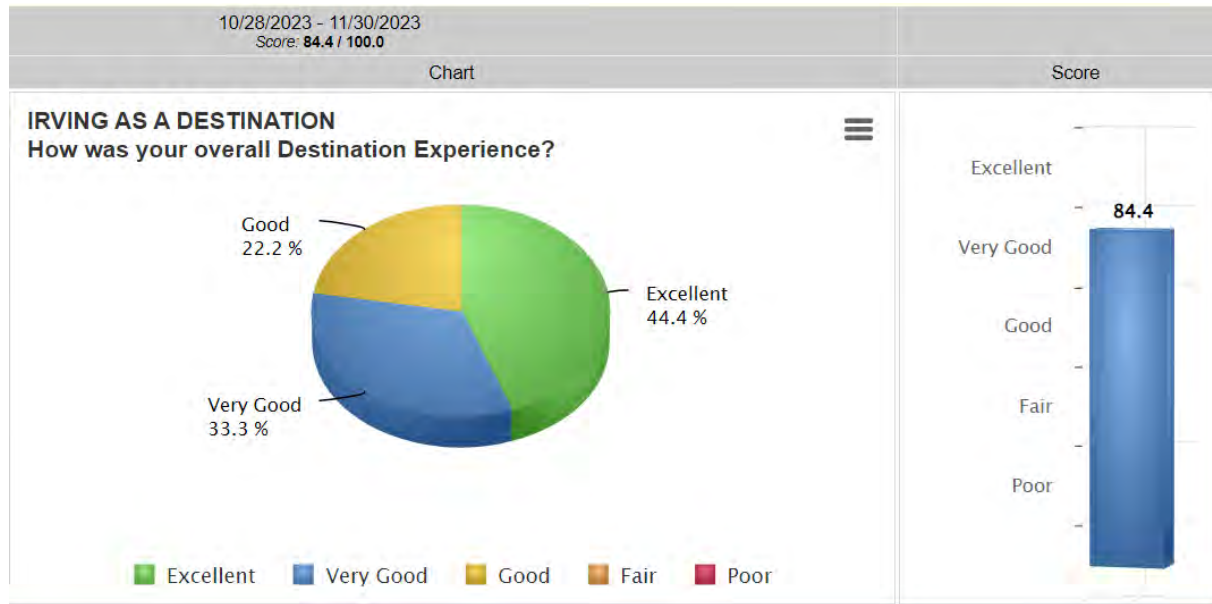 10/28/2023 - 11/30/2023
Score: 84.4 / 100.0
Chart
Score
IRVING AS A DESTINATION
How was your overall Destination Experience?
Good
22.2 %
Excellent
44.4 %
Very Good
33.3 %
Excellent
Very Good
Good
Fair
Poor
84.4
Excellent Very Good Good Fair Poor